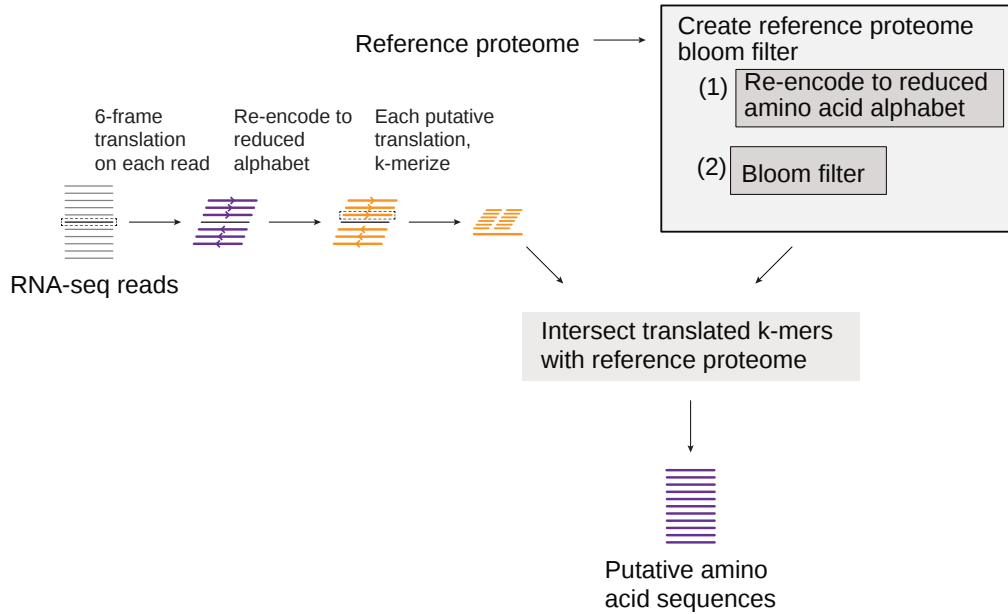 Reference proteome
Create reference proteome
bloom filter
(1)
Re-encode to reduced
amino acid alphabet
(2)
Bloom filter
6-frame
translation
on each read
Re-encode to
reduced
alphabet
Each putative
translation,
k-merize
RNA-seq reads
Intersect translated k-mers
with reference proteome
Putative amino
acid sequences